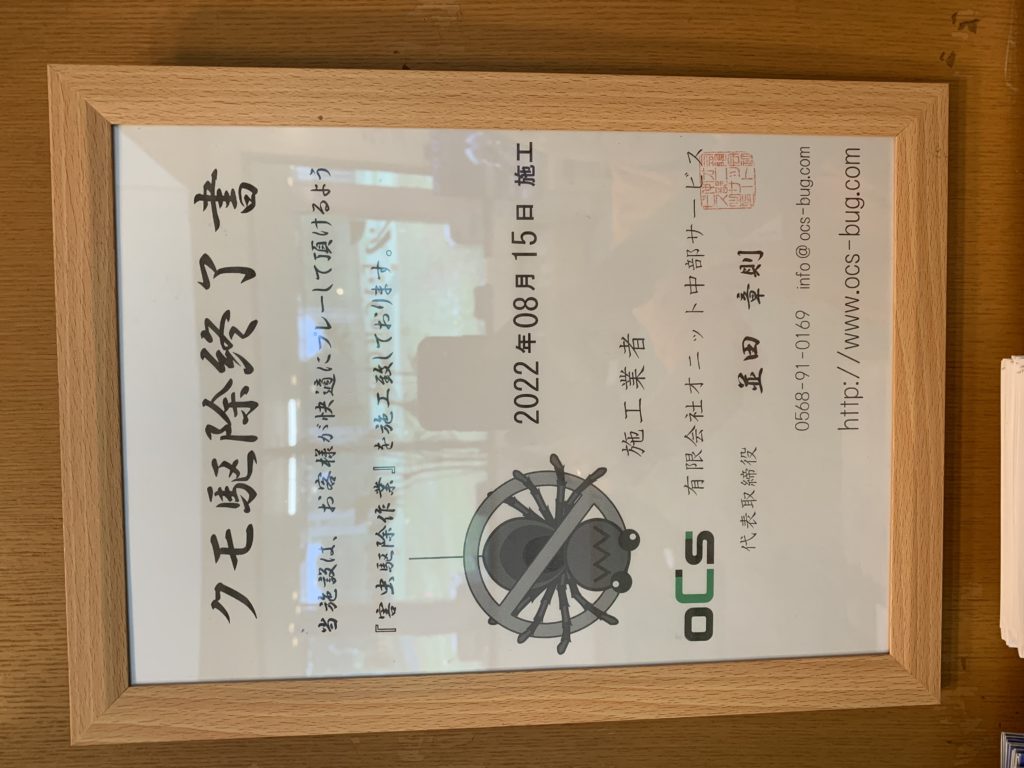 クモ駆除終了書
当施設は、お客様が快適にプレーして頂けるよう
『害虫駆除作業』を施工致しております。
2022年08月15日 施工
施工業者
ocs 有限会社オニット中部サービス
代表取締役 並田 章則
0568-91-0169 info@ocs-bug.com
http://www.ocs-bug.com